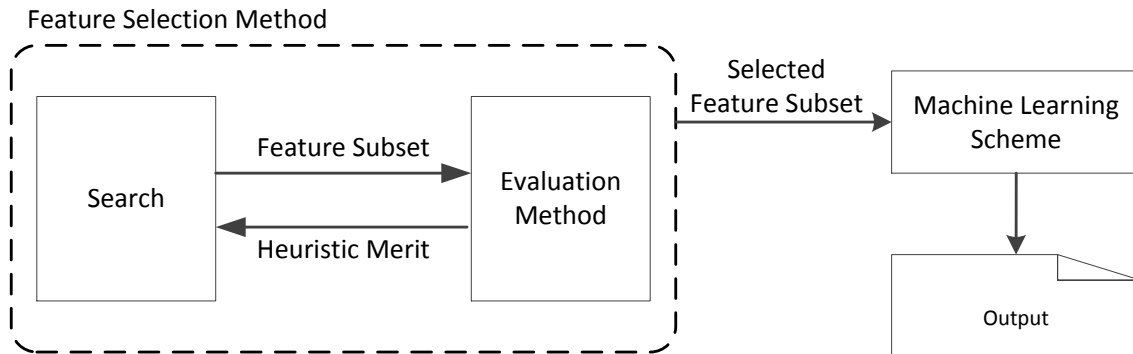 Feature Selection Method
Search
Feature Subset
Heuristic Merit
Evaluation
Method
Selected
Feature Subset
Machine Learning
Scheme
Output